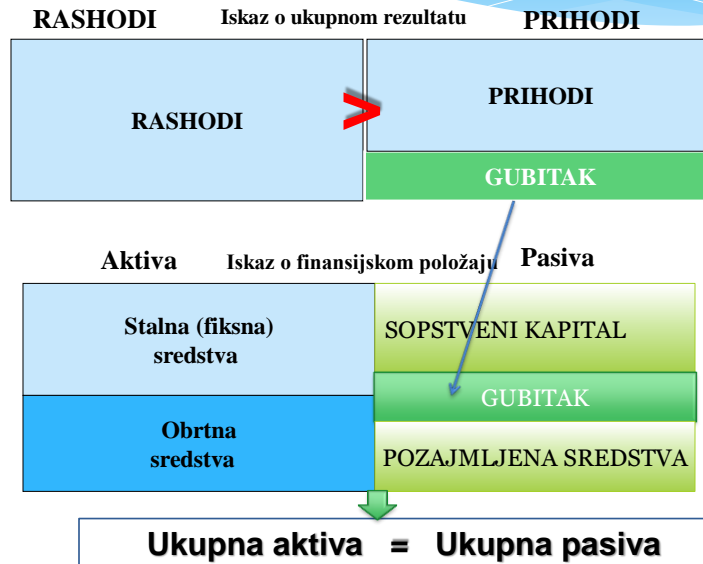 RASHODI
Iskaz o ukupnom rezultatu
PRIHODI
RASHODI
>
PRIHODI
GUBITAK
Aktiva
Iskaz o finansijskom položaju
Pasiva
Stalna (fiksna)
sredstva
SOPSTVENI KAPITAL
GUBITAK
Obrtna
sredstva
POZAJMLJENA SREDSTVA
Ukupna aktiva = Ukupna pasiva